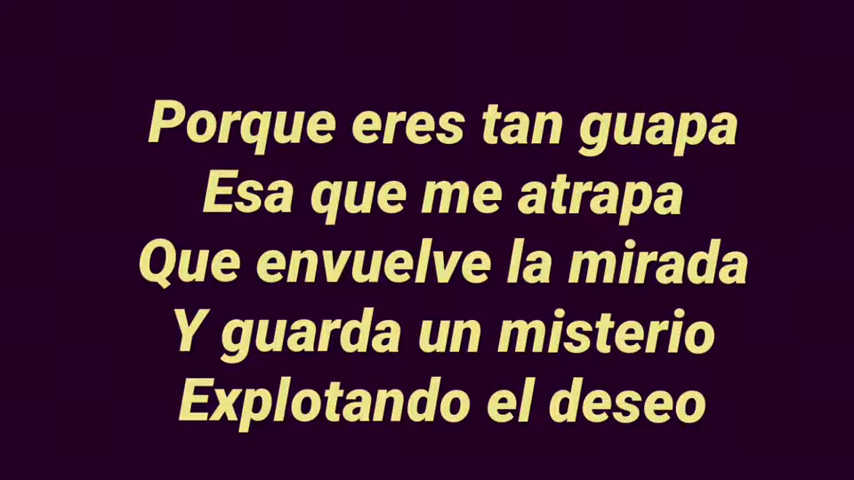 Porque eres tan guapa
Esa que me atrapa
Que envuelve la mirada
Y guarda un misterio
Explotando el deseo